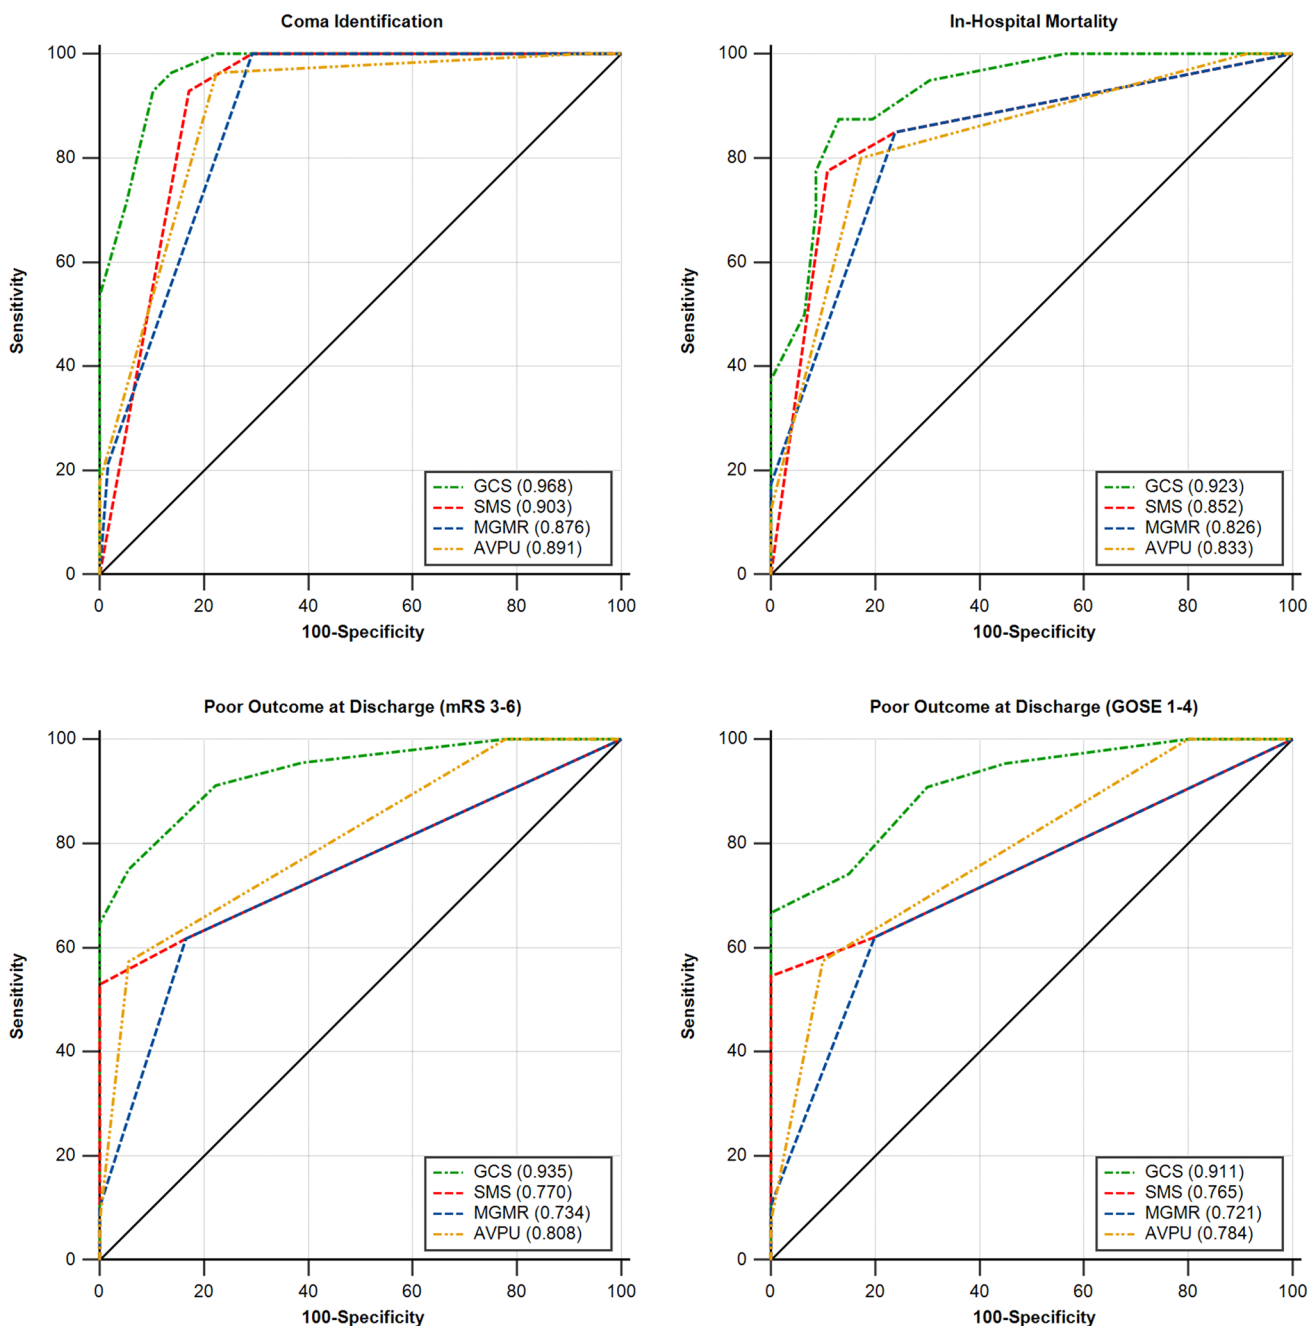 Coma Identification
100
80
60
40
20
0
Sensitivity
GCS (0.968)
SMS (0.903)
MGMR (0.876)
AVPU (0.891)
0 20 40 60 80 100
100-Specificity
In-Hospital Mortality
100
80
60
40
20
0
Sensitivity
GCS (0.923)
SMS (0.852)
MGMR (0.826)
AVPU (0.833)
0 20 40 60 80 100
100-Specificity
Poor Outcome at Discharge (mRS 3-6)
100
80
60
40
20
0
Sensitivity
GCS (0.935)
SMS (0.770)
MGMR (0.734)
AVPU (0.808)
0 20 40 60 80 100
100-Specificity
Poor Outcome at Discharge (GOSE 1-4)
100
80
60
40
20
0
Sensitivity
GCS (0.911)
SMS (0.765)
MGMR (0.721)
AVPU (0.784)
0 20 40 60 80 100
100-Specificity